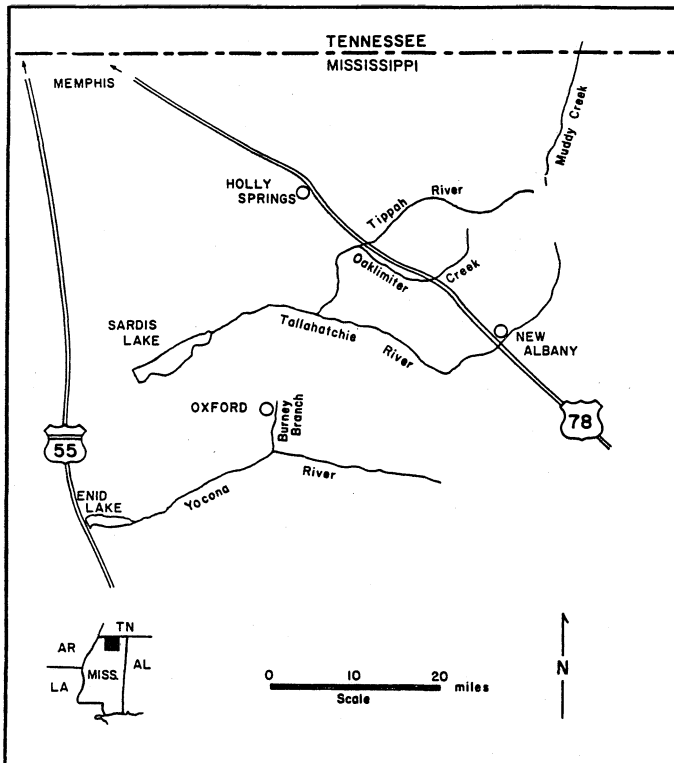 TENNESSEE
MISSISSIPPI
MEMPHIS
Muddy Creek
HOLLY
SPRINGS
Tippah River
Oaklimiter Creek
SARDIS
LAKE
Tallahatchie River
NEW
ALBANY
OXFORD
Burney
Branch
78
55
ENID
LAKE
Yocona River
TN
AR
MISS.
AL
LA
0 10 20 miles
Scale
N